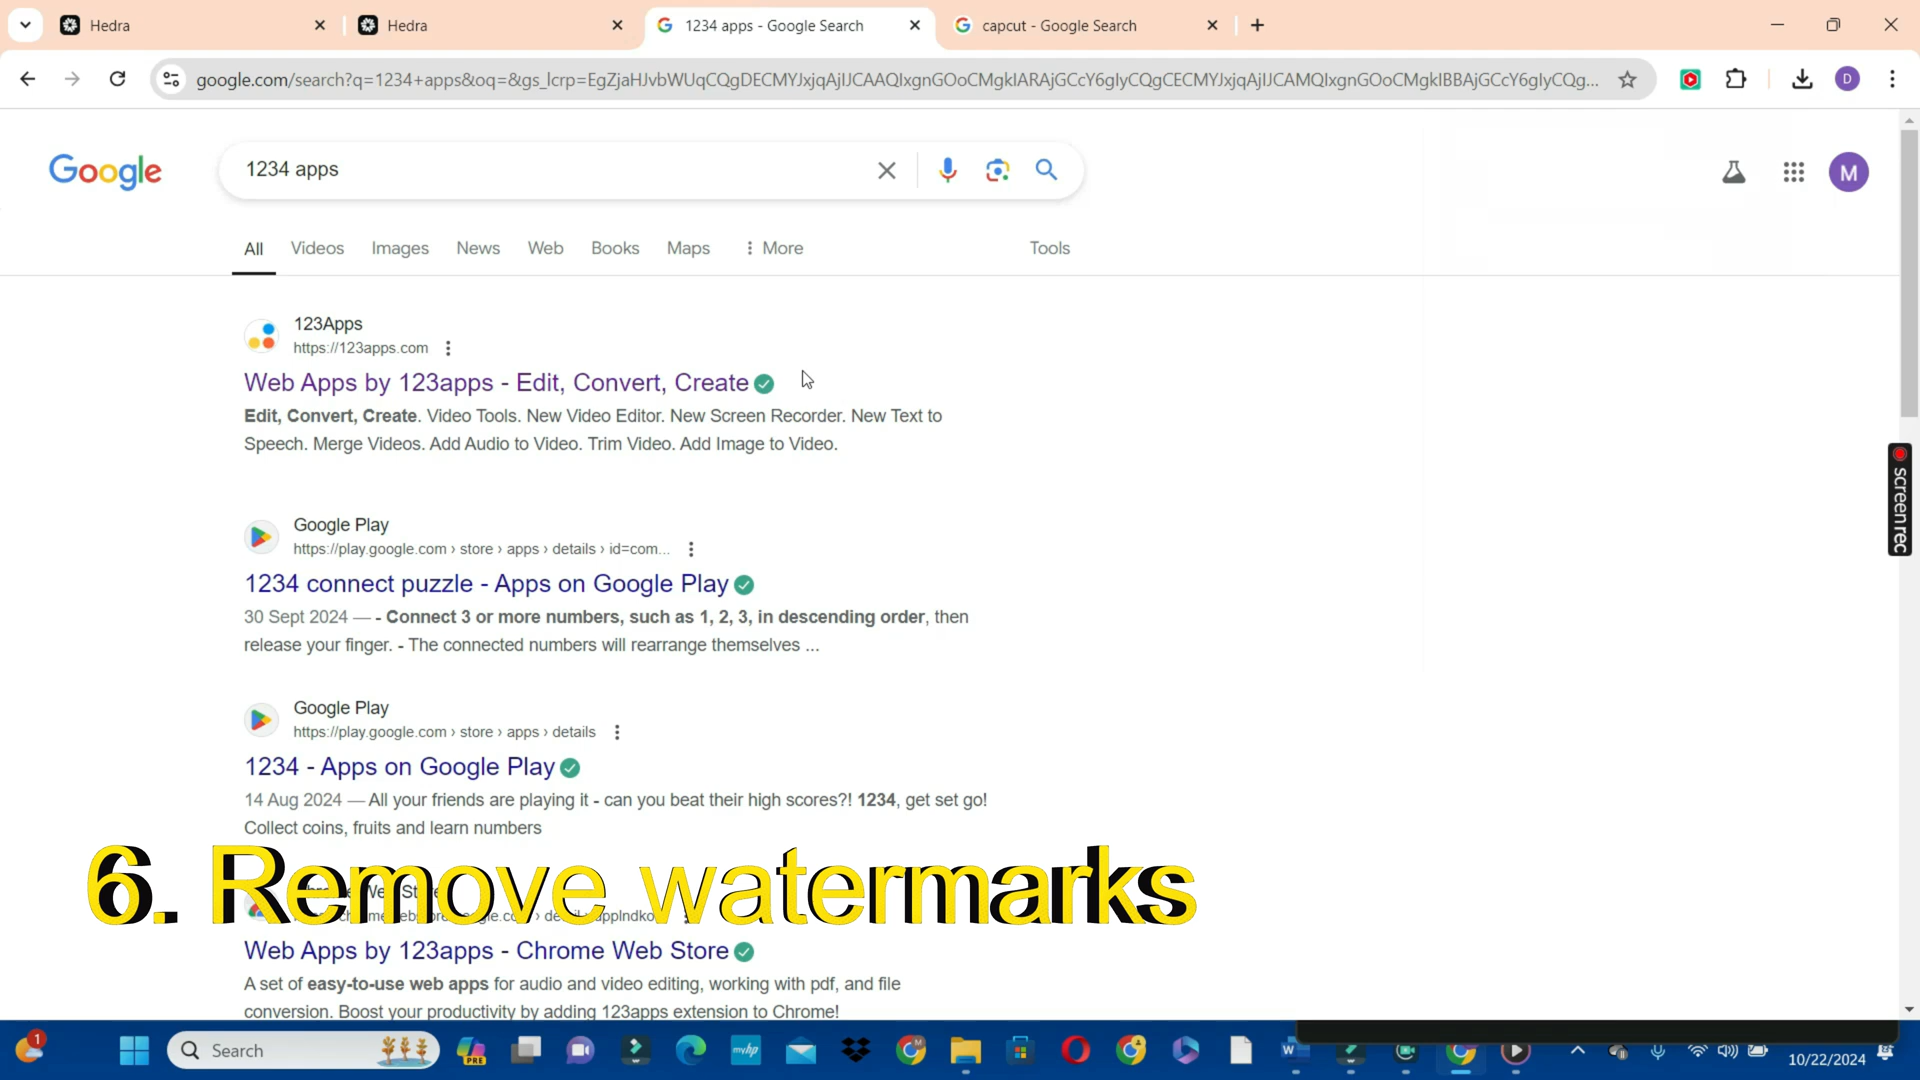 Hedra
Hedra
1234 apps - Google Search
capcut - Google Search
google.com/search?q=1234+apps&oq=&gs_lcrp=EgZjaHJvbWUqCQgDECMYJxjqAjIJCAAQIxgnGOoCMgkIARAjGCcY6gIyCQgCECMYJxjqAjIJCAMQIxgnGOoCMgkIBBAjGCcY6gIyCQg...
D
Google
1234 apps
M
All
Videos
Images
News
Web
Books
Maps
More
Tools
123Apps
https://123apps.com
Web Apps by 123apps - Edit, Convert, Create
Edit, Convert, Create. Video Tools. New Video Editor. New Screen Recorder. New Text to
Speech. Merge Videos. Add Audio to Video. Trim Video. Add Image to Video.
screenrec
Google Play
https://play.google.com › store › apps › details › id=com...
1234 connect puzzle - Apps on Google Play
30 Sept 2024 — - Connect 3 or more numbers, such as 1, 2, 3, in descending order, then
release your finger. - The connected numbers will rearrange themselves ...
Google Play
https://play.google.com › store › apps › details
1234 - Apps on Google Play
14 Aug 2024 — All your friends are playing it - can you beat their high scores?! 1234, get set go!
Collect coins, fruits and learn numbers
6. Remove watermarks
Web Apps by 123apps - Chrome Web Store
A set of easy-to-use web apps for audio and video editing, working with pdf, and file
conversion. Boost your productivity by adding 123apps extension to Chrome!
1
Search
PRE
myhp
M
W
10/22/2024